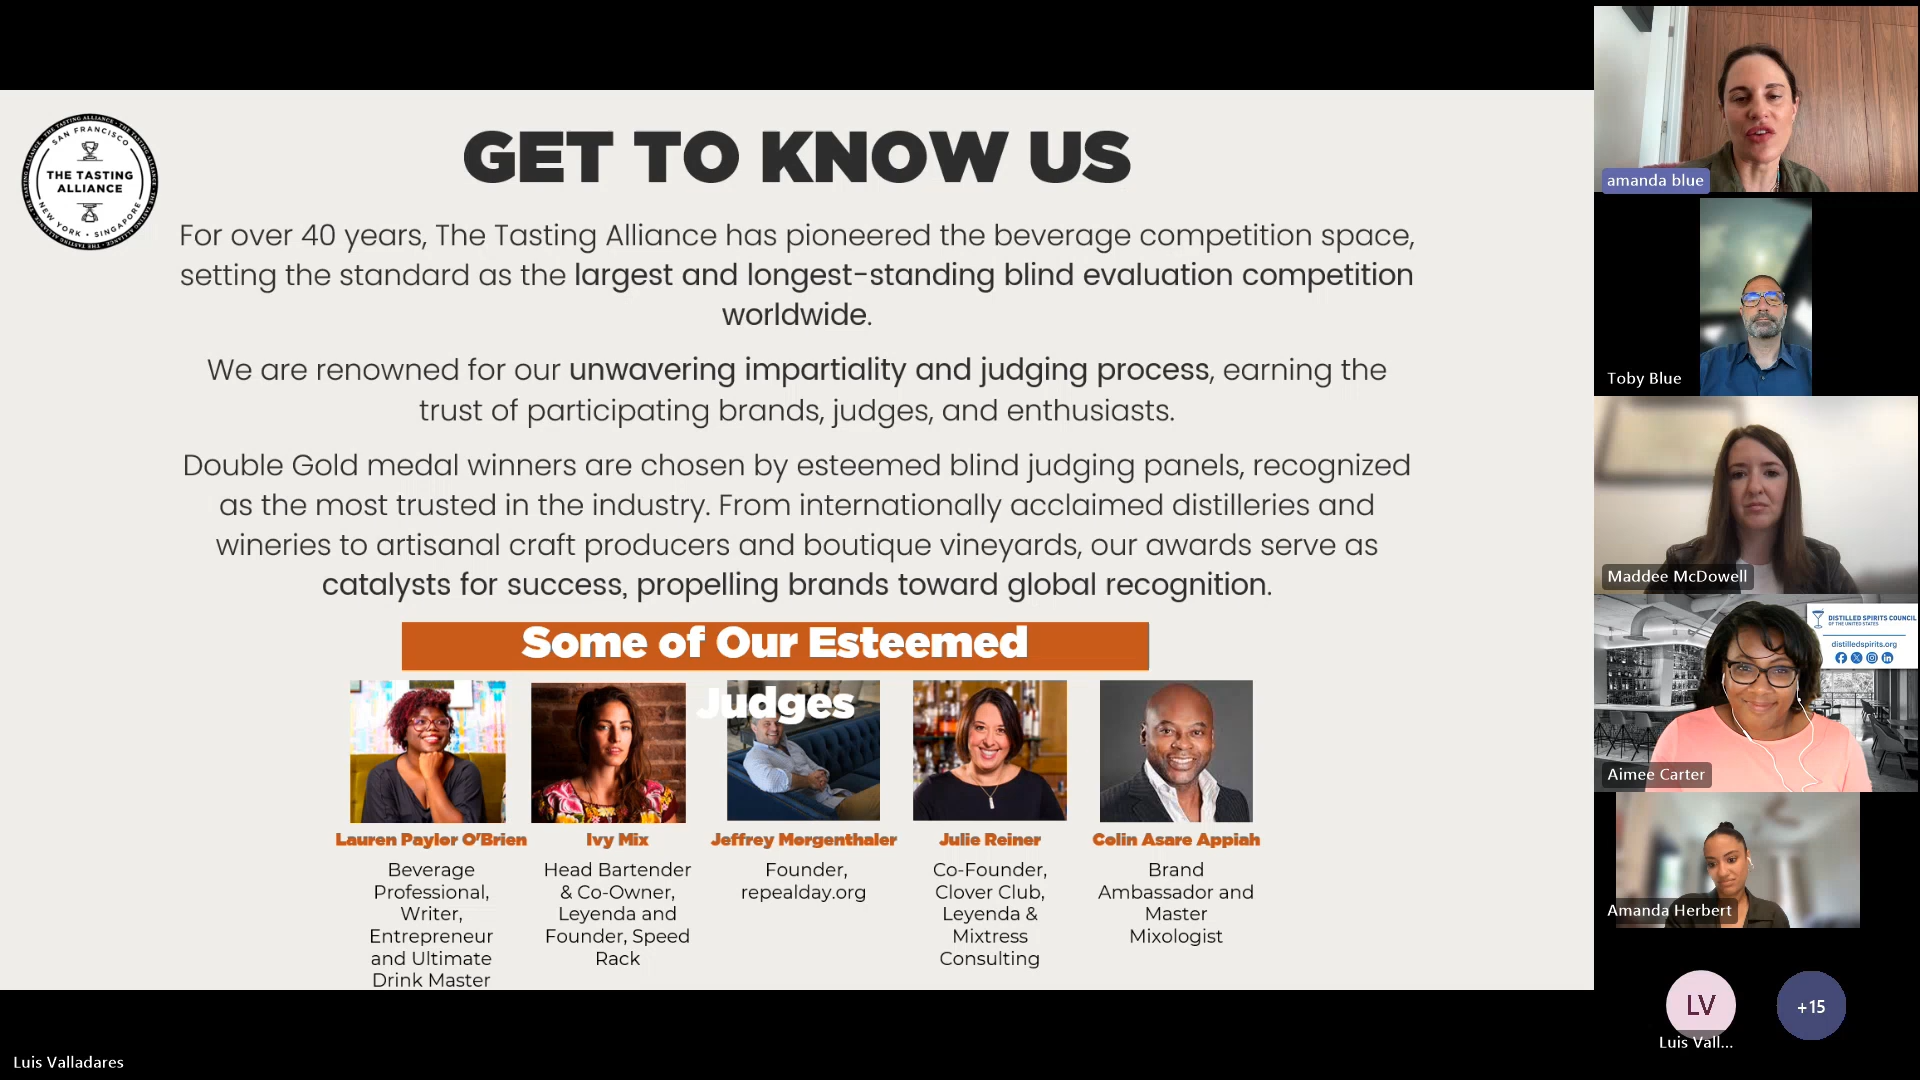 THE TASTING ALLIANCE
SAN FRANCISCO
THE TASTING
ALLIANCE
NEW YORK • SINGAPORE
GET TO KNOW US
For over 40 years, The Tasting Alliance has pioneered the beverage competition space,
setting the standard as the largest and longest-standing blind evaluation competition
worldwide.
We are renowned for our unwavering impartiality and judging process, earning the
trust of participating brands, judges, and enthusiasts.
Double Gold medal winners are chosen by esteemed blind judging panels, recognized
as the most trusted in the industry. From internationally acclaimed distilleries and
wineries to artisanal craft producers and boutique vineyards, our awards serve as
catalysts for success, propelling brands toward global recognition.
Some of Our Esteemed
Judges
Lauren Paylor O'Brien
Beverage
Professional,
Writer,
Entrepreneur
and Ultimate
Drink Master
Ivy Mix
Head Bartender
& Co-Owner,
Leyenda and
Founder, Speed
Rack
Jeffrey Morgenthaler
Founder,
repealday.org
Julie Reiner
Co-Founder,
Clover Club,
Leyenda &
Mixtress
Consulting
Colin Asare Appiah
Brand
Ambassador and
Master
Mixologist
amanda blue
Toby Blue
Maddee McDowell
DISTILLED SPIRITS COUNCIL
OF THE UNITED STATES
distilledspirits.org
Aimee Carter
Amanda Herbert
LV
+15
Luis Vall...
Luis Valladares